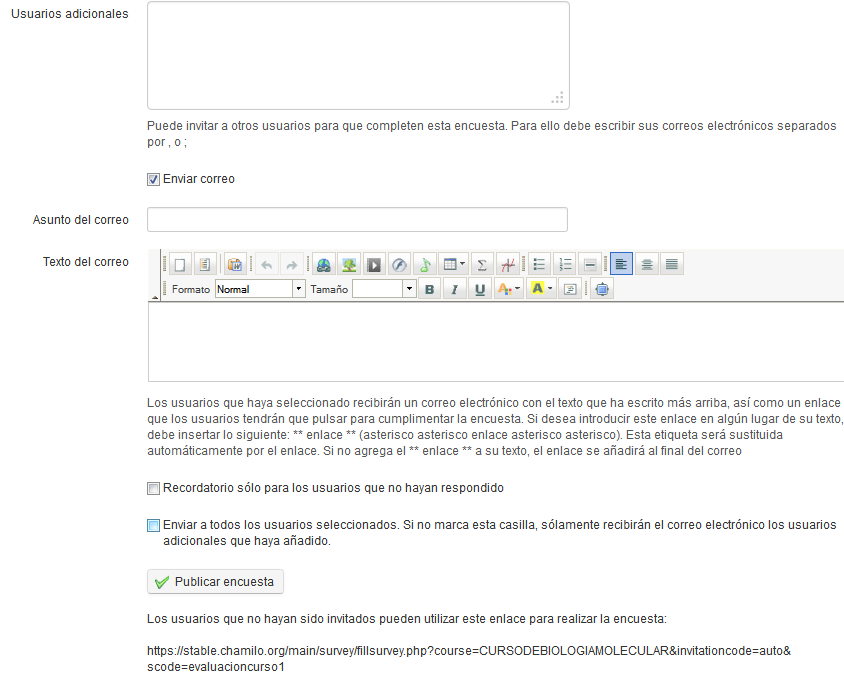 Usuarios adicionales
Puede invitar a otros usuarios para que completen esta encuesta. Para ello debe escribir sus correos electrónicos separados
por , o ;
Enviar correo
Asunto del correo
Texto del correo
Formato Normal Tamaño B I U A A
Los usuarios que haya seleccionado recibirán un correo electrónico con el texto que ha escrito más arriba, así como un enlace
que los usuarios tendrán que pulsar para cumplimentar la encuesta. Si desea introducir este enlace en algún lugar de su texto,
debe insertar lo siguiente: ** enlace ** (asterisco asterisco enlace asterisco asterisco). Esta etiqueta será sustituida
automáticamente por el enlace. Si no agrega el ** enlace ** a su texto, el enlace se añadirá al final del correo
Recordatorio sólo para los usuarios que no hayan respondido
Enviar a todos los usuarios seleccionados. Si no marca esta casilla, sólamente recibirán el correo electrónico los usuarios
adicionales que haya añadido.
Publicar encuesta
Los usuarios que no hayan sido invitados pueden utilizar este enlace para realizar la encuesta:
https://stable.chamilo.org/main/survey/fillsurvey.php?course=CURSODEBIOLOGIAMOLECULAR&invitationcode=auto&
scode=evaluacioncurso1